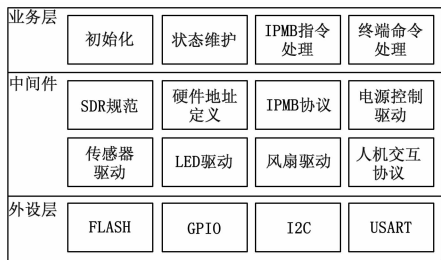 业务层
初始化
状态维护
IPMB指令
处理
终端命令
处理
中间件
SDR规范
硬件地址
定义
IPMB协议
电源控制
驱动
传感器
驱动
LED驱动
风扇驱动
人机交互
协议
外设层
FLASH
GPIO
I2C
USART